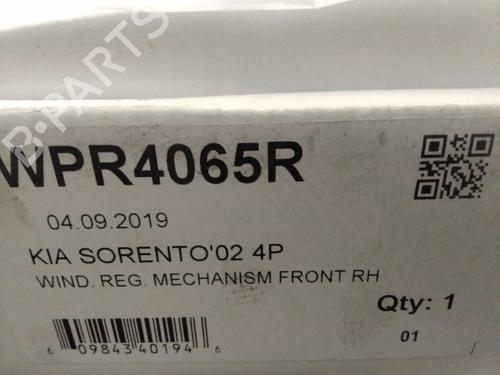 WPR4065R
04.09.2019
KIA SORENTO'02 4P
WIND. REG. MECHANISM FRONT RH
Qty: 1
6 09843 40194 6
01